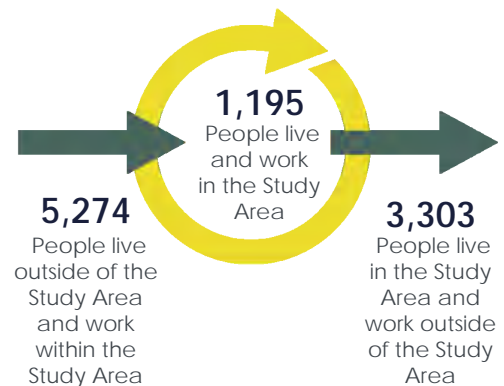 1,195
People live
and work
in the Study
Area
5,274
People live
outside of the
Study Area
and work
within the
Study Area
3,303
People live
in the Study
Area and
work outside
of the Study
Area